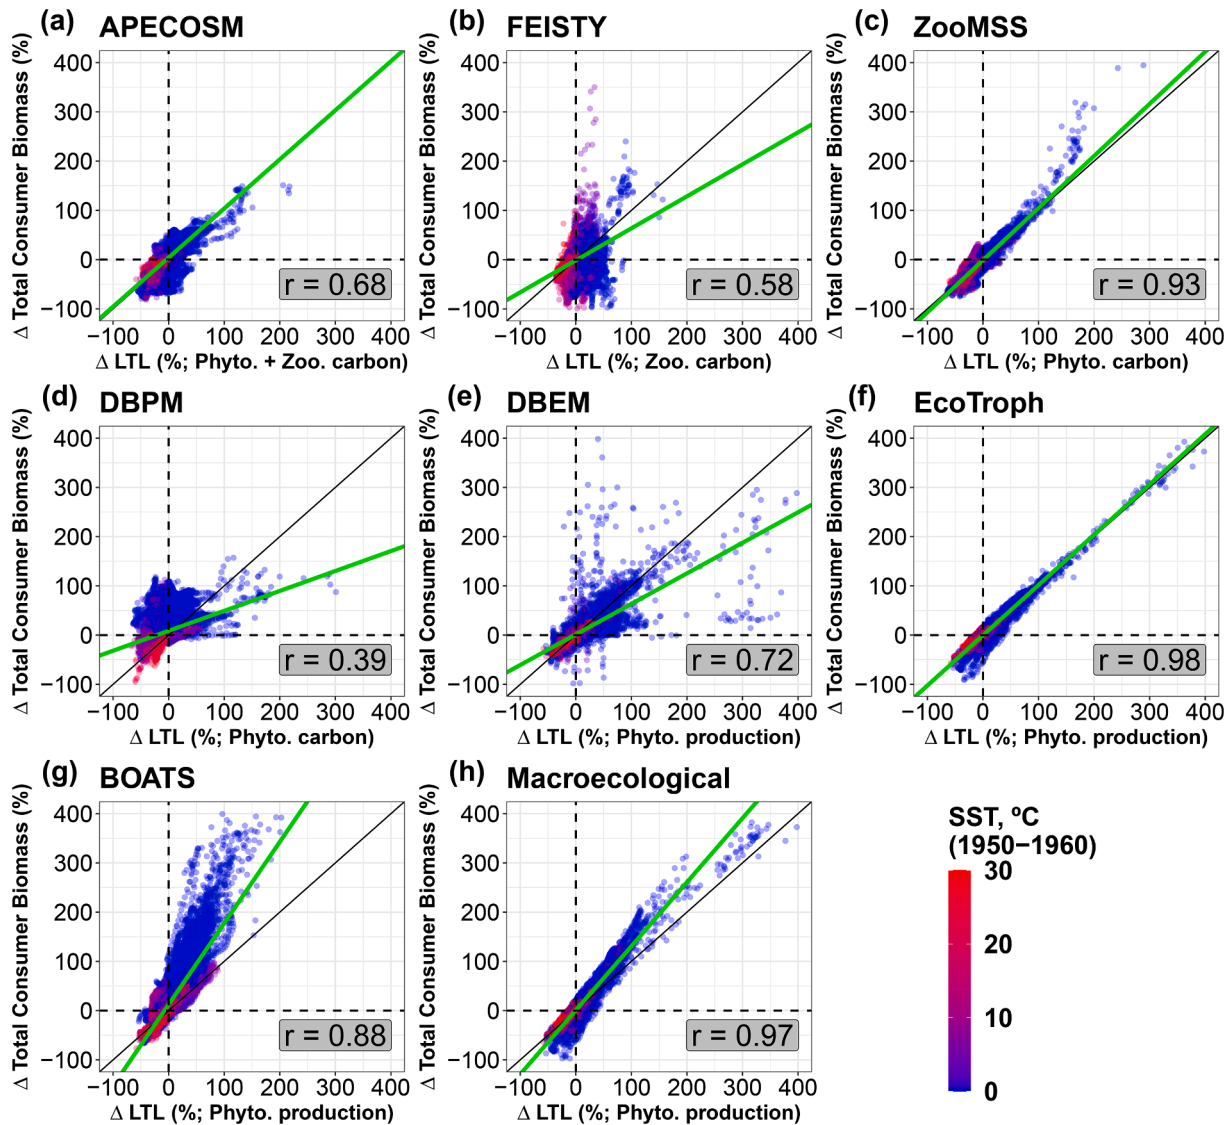 (a) APECOSM
Δ Total Consumer Biomass (%)
400
300
200
100
0
−100
r = 0.68
−100 0 100 200 300 400
Δ LTL (%; Phyto. + Zoo. carbon)
(b) FEISTY
Δ Total Consumer Biomass (%)
400
300
200
100
0
−100
r = 0.58
−100 0 100 200 300 400
Δ LTL (%; Zoo. carbon)
(c) ZooMSS
Δ Total Consumer Biomass (%)
400
300
200
100
0
−100
r = 0.93
−100 0 100 200 300 400
Δ LTL (%; Phyto. carbon)
(d) DBPM
Δ Total Consumer Biomass (%)
400
300
200
100
0
−100
r = 0.39
−100 0 100 200 300 400
Δ LTL (%; Phyto. carbon)
(e) DBEM
Δ Total Consumer Biomass (%)
400
300
200
100
0
−100
r = 0.72
−100 0 100 200 300 400
Δ LTL (%; Phyto. production)
(f) EcoTroph
Δ Total Consumer Biomass (%)
400
300
200
100
0
−100
r = 0.98
−100 0 100 200 300 400
Δ LTL (%; Phyto. production)
(g) BOATS
Δ Total Consumer Biomass (%)
400
300
200
100
0
−100
r = 0.88
−100 0 100 200 300 400
Δ LTL (%; Phyto. production)
(h) Macroecological
Δ Total Consumer Biomass (%)
400
300
200
100
0
−100
r = 0.97
−100 0 100 200 300 400
Δ LTL (%; Phyto. production)
SST, ºC
(1950−1960)
30
20
10
0